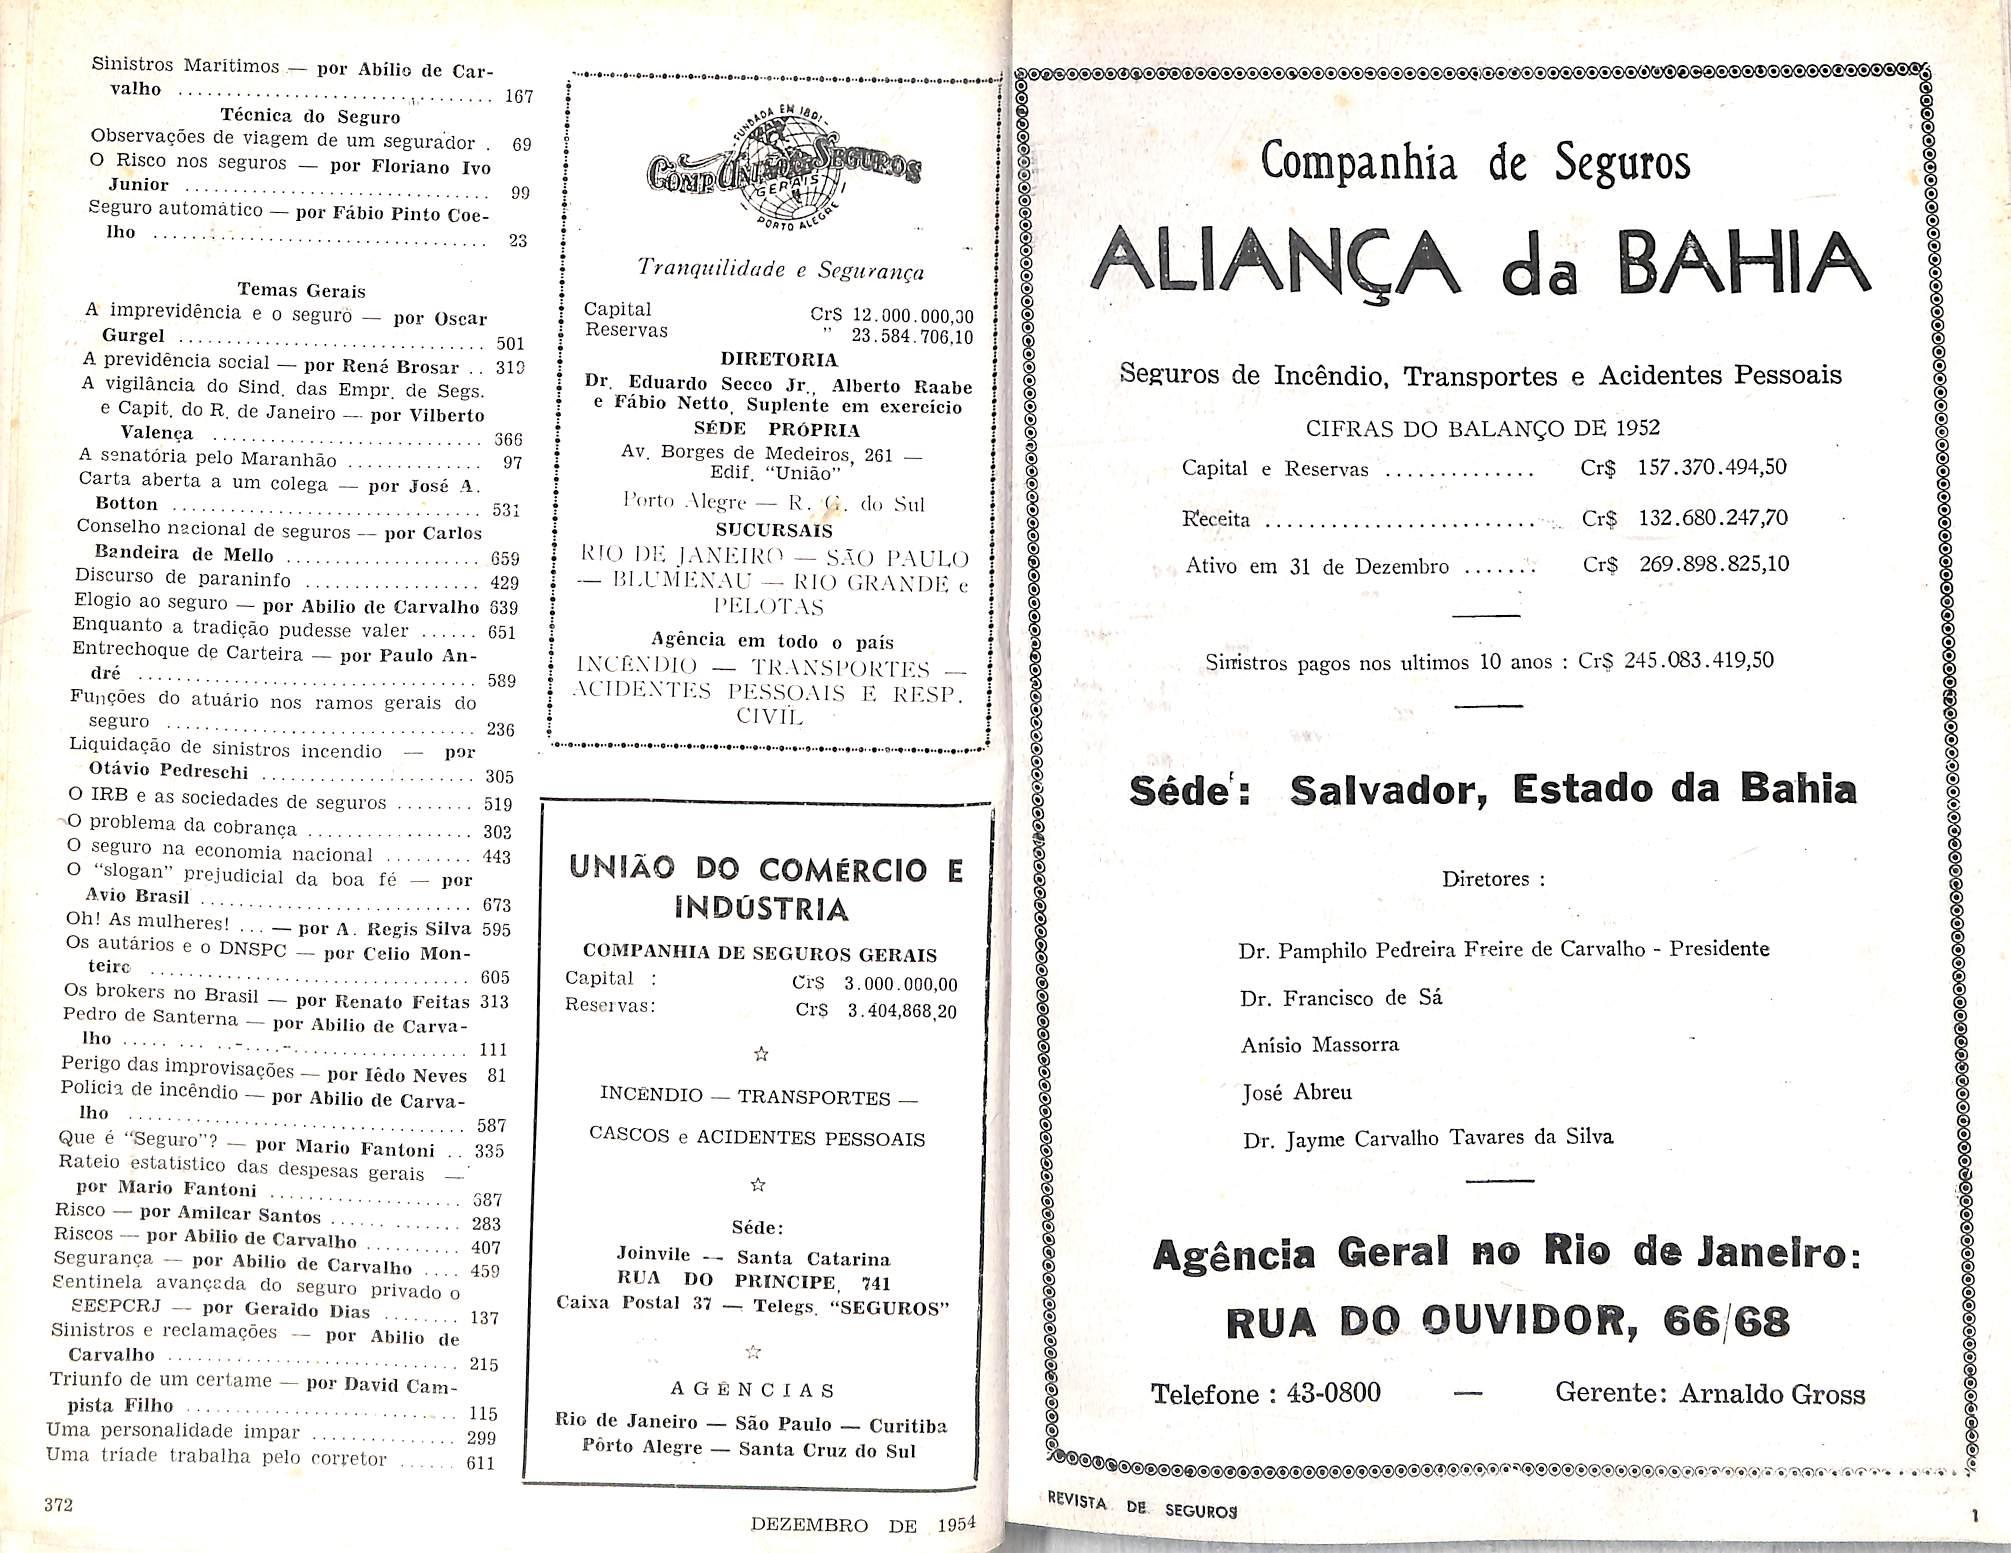 Sinistros Marítimos — por Abílio de Car-
valho ................................ 167
Técnica do Seguro
Observações de viagem de um segurador . 69
O Risco nos seguros — por Floriano Ivo
Junior ............................... 99
Seguro automático — por Fábio Pinto Coe-
lho .................................. 23
Temas Gerais
A imprevidência e o seguro — por Oscar
Gurgel ............................... 501
A previdência social — por René Brosar .. 319
A vigilância do Sind. das Empr. de Segs.
e Capit. do R. de Janeiro — por Vilberto
Valença ............................ 366
A senatória pelo Maranhão .............. 97
Carta aberta a um colega — por José A.
Botton ............................... 531
Conselho nacional de seguros — por Carlos
Bandeira de Mello .................... 659
Discurso de paraninfo .................. 429
Elogio ao seguro — por Abilio de Carvalho 639
Enquanto a tradição pudesse valer ...... 651
Entrechoque de Carteira — por Paulo An-
dré .................................. 589
Funções do atuário nos ramos gerais do
seguro ............................... 236
Liquidação de sinistros incendio — por
Otávio Pedreschi ..................... 305
O IRB e as sociedades de seguros ........ 519
O problema da cobrança ................. 303
O seguro na economia nacional ......... 443
O “slogan” prejudicial da boa fé — por
Avio Brasil ........................... 673
Oh! As mulheres! ... — por A. Regis Silva 595
Os autários e o DNSPC — por Celio Mon-
teiro ................................ 605
Os brokers no Brasil — por Renato Feitas 313
Pedro de Santerna — por Abilio de Carva-
lho .................................. 111
Perigo das improvisações — por Iêdo Neves 81
Policia de incêndio — por Abilio de Carva-
lho .................................. 587
Que é “Seguro”? — por Mario Fantoni .. 335
Rateio estatistico das despesas gerais —
por Mario Fantoni ................... 687
Risco — por Amilcar Santos ............. 283
Riscos — por Abilio de Carvalho .......... 407
Segurança — por Abilio de Carvalho .... 459
Sentinela avançada do seguro privado o
SESPCRJ — por Geraldo Dias ........ 137
Sinistros e reclamações — por Abilio de
Carvalho ............................. 215
Triunfo de um certame — por David Cam-
pista Filho ........................... 115
Uma personalidade impar ............... 299
Uma tríade trabalha pelo corretor ...... 611
372
FUNDADA EM 1891
COMP. UNIÃO DE SEGUROS
GERAIS
PORTO ALEGRE
Tranquilidade e Segurança
Capital Cr$ 12.000.000,00
Reservas ” 23.584.706,10
DIRETORIA
Dr. Eduardo Secco Jr., Alberto Raabe
e Fábio Netto, Suplente em exercício
SÉDE PRÓPRIA
Av. Borges de Medeiros, 261 —
Edif. “União”
Porto Alegre — R. G. do Sul
SUCURSAIS
RIO DE JANEIRO — SÃO PAULO
— BLUMENAU — RIO GRANDE e
PELOTAS
Agência em todo o país
INCÊNDIO — TRANSPORTES —
ACIDENTES PESSOAIS E RESP.
CIVIL
UNIÃO DO COMÉRCIO E
INDÚSTRIA
COMPANHIA DE SEGUROS GERAIS
Capital : Cr$ 3.000.000,00
Reservas: Cr$ 3.404,868,20
☆
INCÊNDIO — TRANSPORTES —
CASCOS e ACIDENTES PESSOAIS
☆
Séde:
Joinvile — Santa Catarina
RUA DO PRINCIPE, 741
Caixa Postal 37 — Telegs. “SEGUROS”
☆
AGÊNCIAS
Rio de Janeiro — São Paulo — Curitiba
Pôrto Alegre — Santa Cruz do Sul
DEZEMBRO DE 1954
Companhia de Seguros
ALIANÇA da BAHIA
Seguros de Incêndio, Transportes e Acidentes Pessoais
CIFRAS DO BALANÇO DE 1952
Capital e Reservas .............. Cr$ 157.370.494,50
Receita ......................... Cr$ 132.680.247,70
Ativo em 31 de Dezembro ....... Cr$ 269.898.825,10
Sinistros pagos nos ultimos 10 anos : Cr$ 245.083.419,50
Séde: Salvador, Estado da Bahia
Diretores :
Dr. Pamphilo Pedreira Freire de Carvalho - Presidente
Dr. Francisco de Sá
Anísio Massorra
José Abreu
Dr. Jayme Carvalho Tavares da Silva
Agência Geral no Rio de Janeiro:
RUA DO OUVIDOR, 66/68
Telefone : 43-0800 — Gerente: Arnaldo Gross
REVISTA DE SEGUROS 1